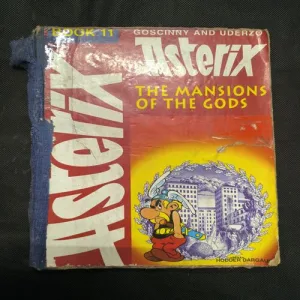 BOOK 11
GOSCINNY AND UDERZO
Asterix
Asterix
THE MANSIONS
OF THE GODS
HODDER DARGAUD